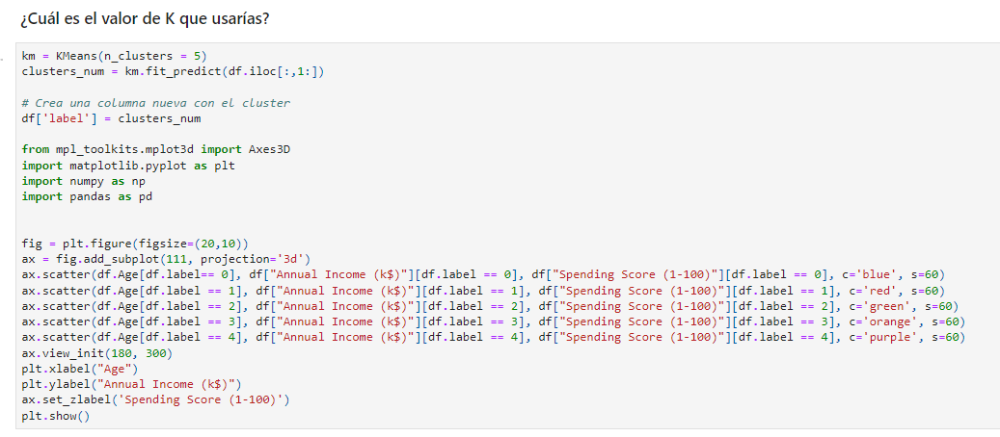 ¿Cuál es el valor de K que usarías?
km = KMeans(n_clusters = 5)
clusters_num = km.fit_predict(df.iloc[:,1:])
# Crea una columna nueva con el cluster
df['label'] = clusters_num
from mpl_toolkits.mplot3d import Axes3D
import matplotlib.pyplot as plt
import numpy as np
import pandas as pd
fig = plt.figure(figsize=(20,10))
ax = fig.add_subplot(111, projection='3d')
ax.scatter(df.Age[df.label== 0], df["Annual Income (k$)"][df.label == 0], df["Spending Score (1-100)"][df.label == 0], c='blue', s=60)
ax.scatter(df.Age[df.label == 1], df["Annual Income (k$)"][df.label == 1], df["Spending Score (1-100)"][df.label == 1], c='red', s=60)
ax.scatter(df.Age[df.label == 2], df["Annual Income (k$)"][df.label == 2], df["Spending Score (1-100)"][df.label == 2], c='green', s=60)
ax.scatter(df.Age[df.label == 3], df["Annual Income (k$)"][df.label == 3], df["Spending Score (1-100)"][df.label == 3], c='orange', s=60)
ax.scatter(df.Age[df.label == 4], df["Annual Income (k$)"][df.label == 4], df["Spending Score (1-100)"][df.label == 4], c='purple', s=60)
ax.view_init(180, 300)
plt.xlabel("Age")
plt.ylabel("Annual Income (k$)")
ax.set_zlabel('Spending Score (1-100)')
plt.show()